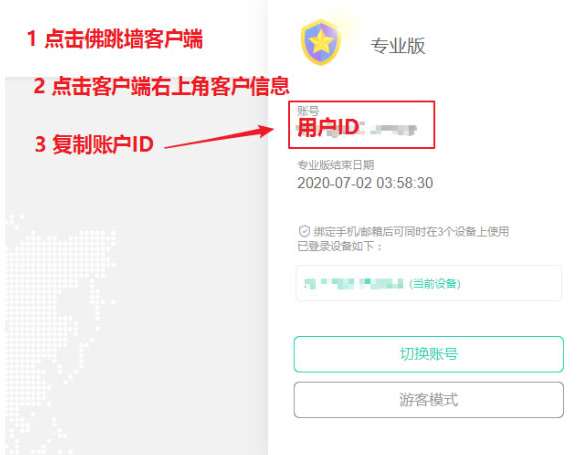 1 点击佛跳墙客户端
2 点击客户端右上角客户信息
3 复制账户ID
专业版
账号
用户ID
专业版结束日期
2020-07-02 03:58:30
绑定手机/邮箱后可同时在3个设备上使用
已登录设备如下：
(当前设备)
切换账号
游客模式